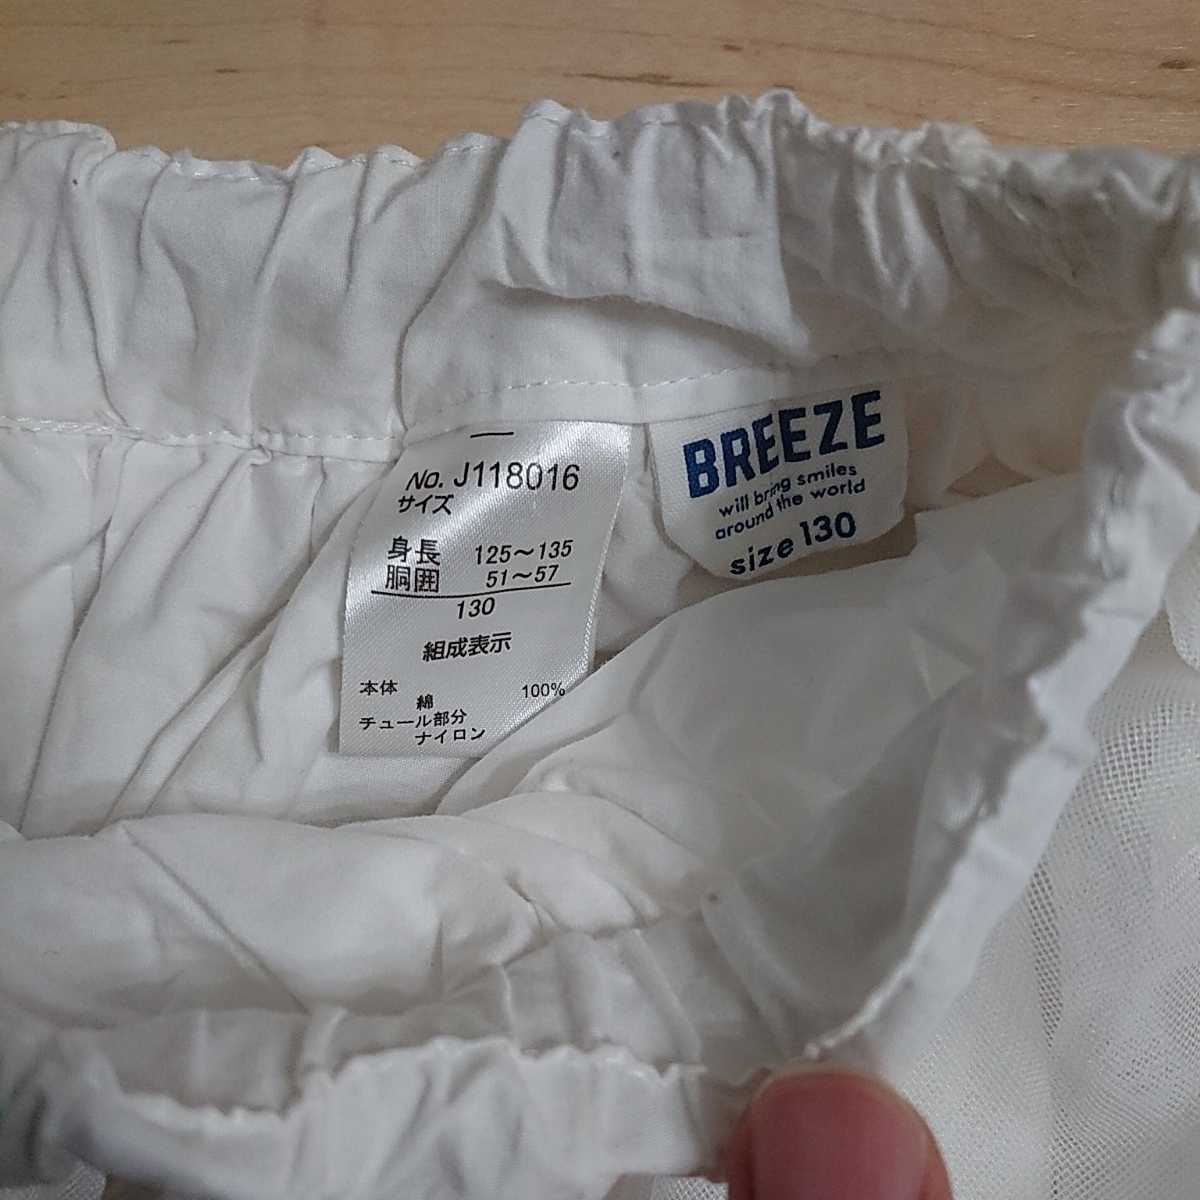 No. J118016
サイズ
身長 125～135
胴囲 51～57
130
組成表示
本体
綿 100%
チュール部分
ナイロン
BREEZE
will bring smiles
around the world
size 130